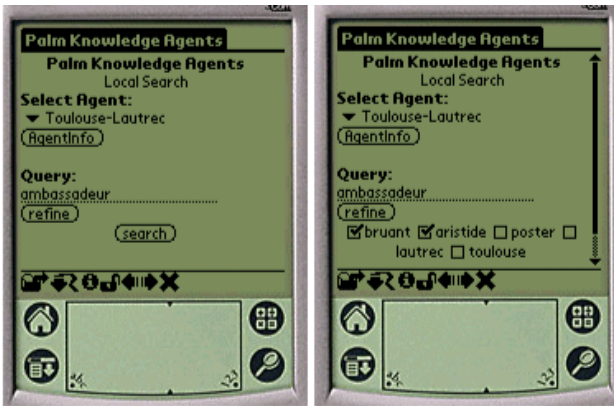 Palm Knowledge Agents
Palm Knowledge Agents
Local Search
Select Agent:
Toulouse-Lautrec
AgentInfo
Query:
ambassadeur
refine
search
Palm Knowledge Agents
Palm Knowledge Agents
Local Search
Select Agent:
Toulouse-Lautrec
AgentInfo
Query:
ambassadeur
refine
bruant aristide poster
lautrec toulouse